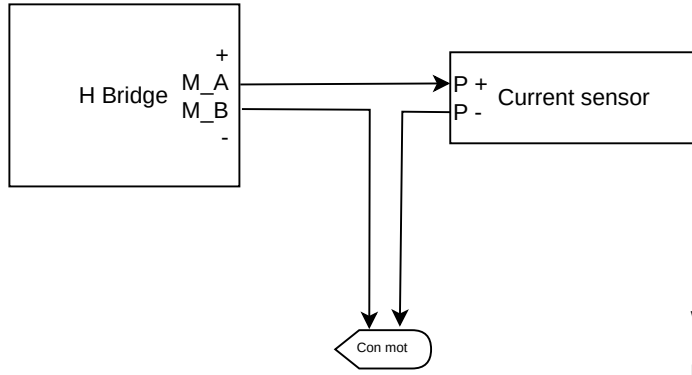 +
M_A
H Bridge
M_B
-
P +
Current sensor
P -
Con mot